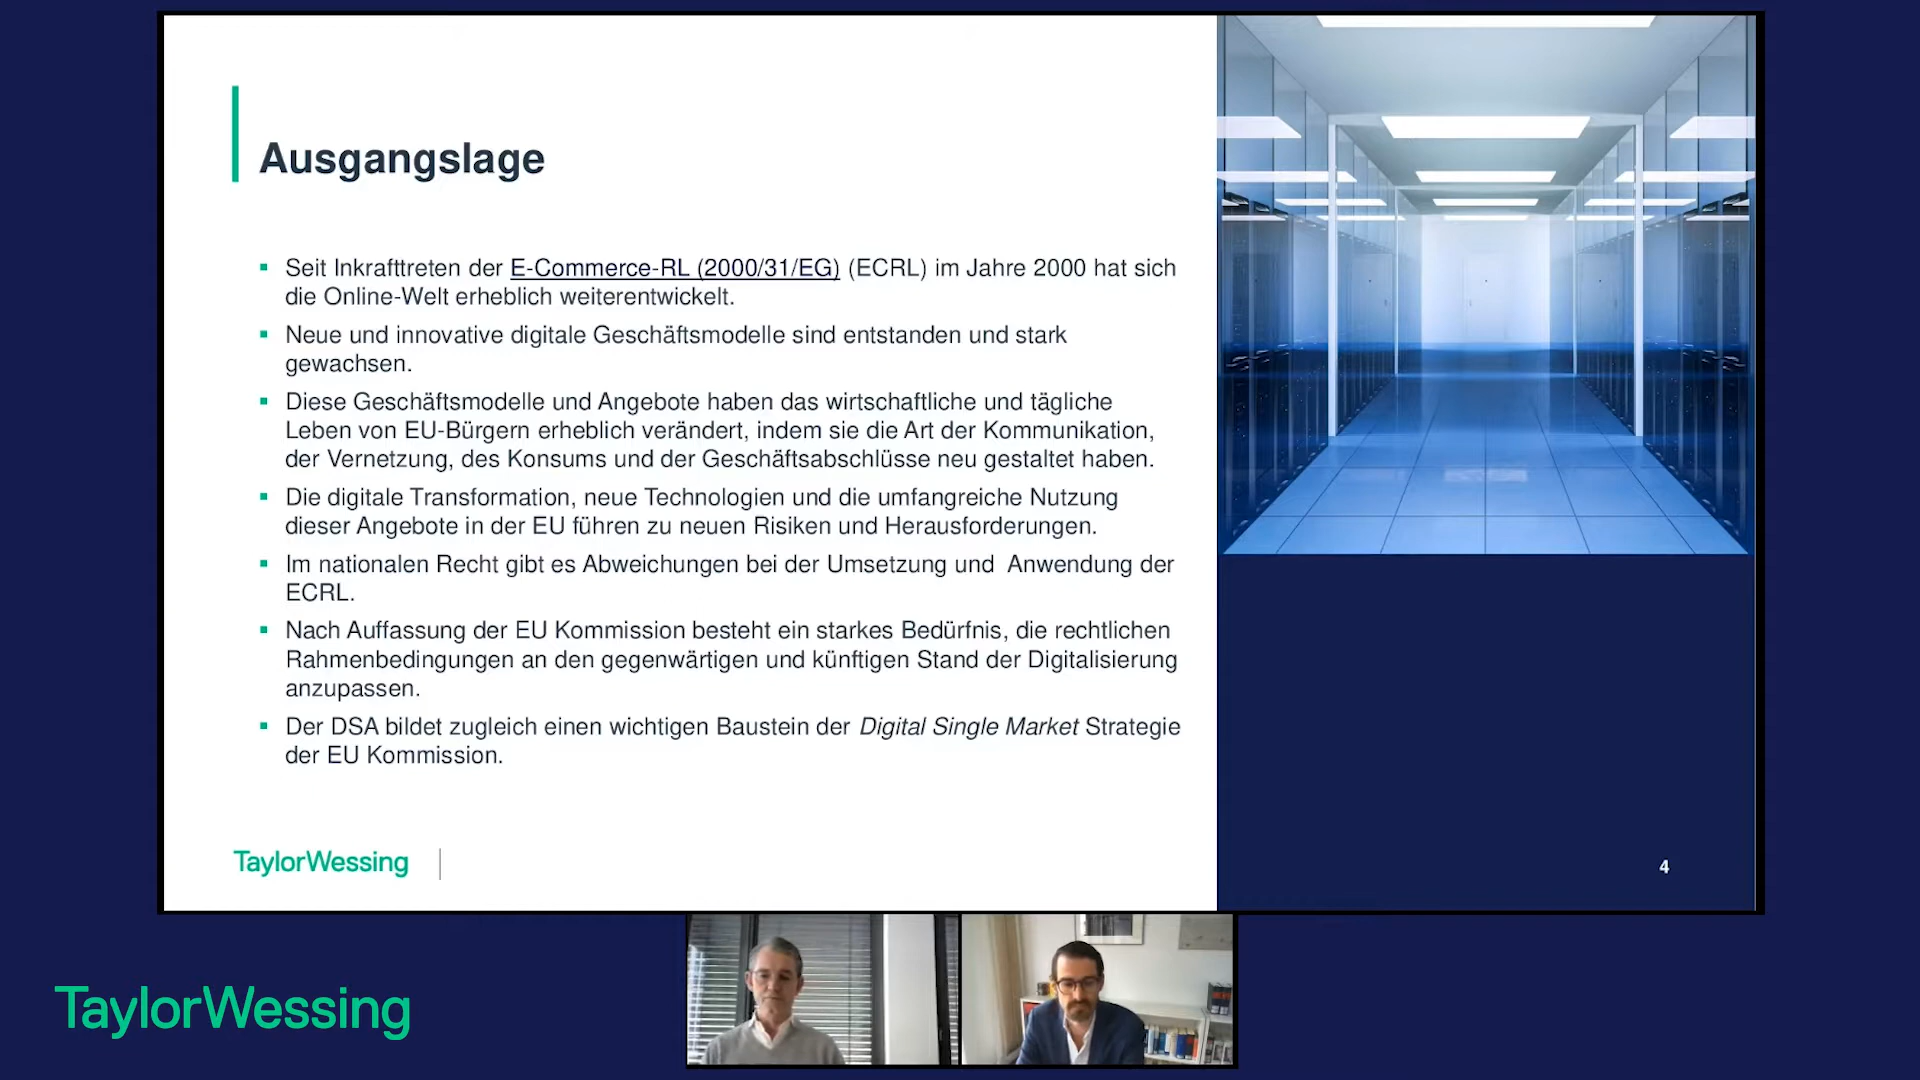 Ausgangslage
▪ Seit Inkrafttreten der E-Commerce-RL (2000/31/EG) (ECRL) im Jahre 2000 hat sich
die Online-Welt erheblich weiterentwickelt.
▪ Neue und innovative digitale Geschäftsmodelle sind entstanden und stark
gewachsen.
▪ Diese Geschäftsmodelle und Angebote haben das wirtschaftliche und tägliche
Leben von EU-Bürgern erheblich verändert, indem sie die Art der Kommunikation,
der Vernetzung, des Konsums und der Geschäftsabschlüsse neu gestaltet haben.
▪ Die digitale Transformation, neue Technologien und die umfangreiche Nutzung
dieser Angebote in der EU führen zu neuen Risiken und Herausforderungen.
▪ Im nationalen Recht gibt es Abweichungen bei der Umsetzung und Anwendung der
ECRL.
▪ Nach Auffassung der EU Kommission besteht ein starkes Bedürfnis, die rechtlichen
Rahmenbedingungen an den gegenwärtigen und künftigen Stand der Digitalisierung
anzupassen.
▪ Der DSA bildet zugleich einen wichtigen Baustein der Digital Single Market Strategie
der EU Kommission.
TaylorWessing
4
TaylorWessing